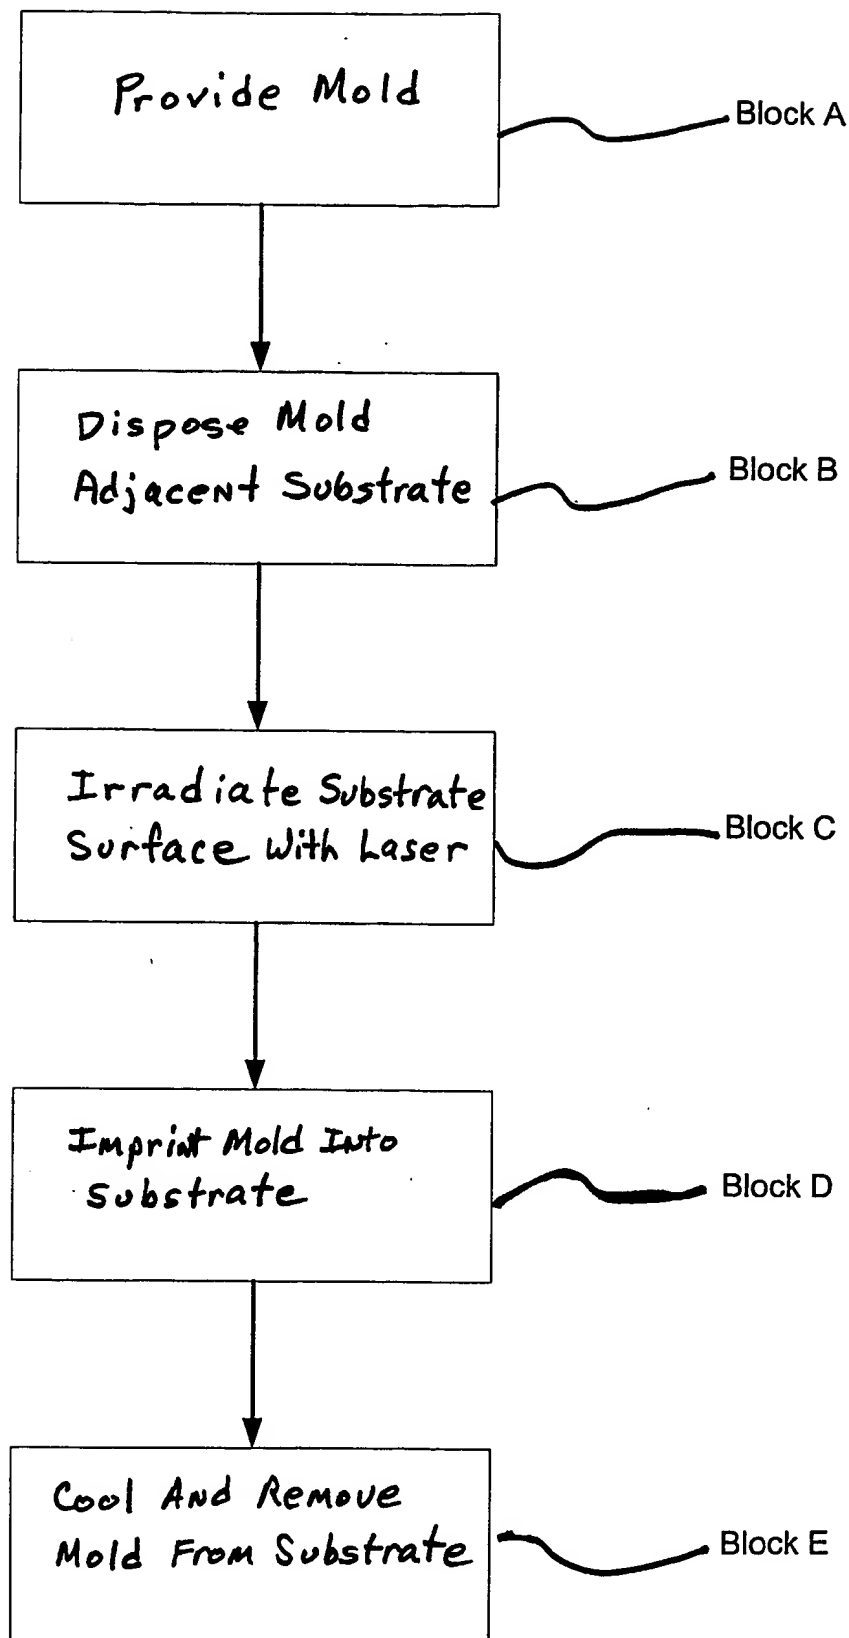 Provide Mold
Block A
Dispose Mold
Adjacent Substrate
Block B
Irradiate Substrate
Surface With Laser
Block C
Imprint Mold Into
Substrate
Block D
Cool And Remove
Mold From Substrate
Block E